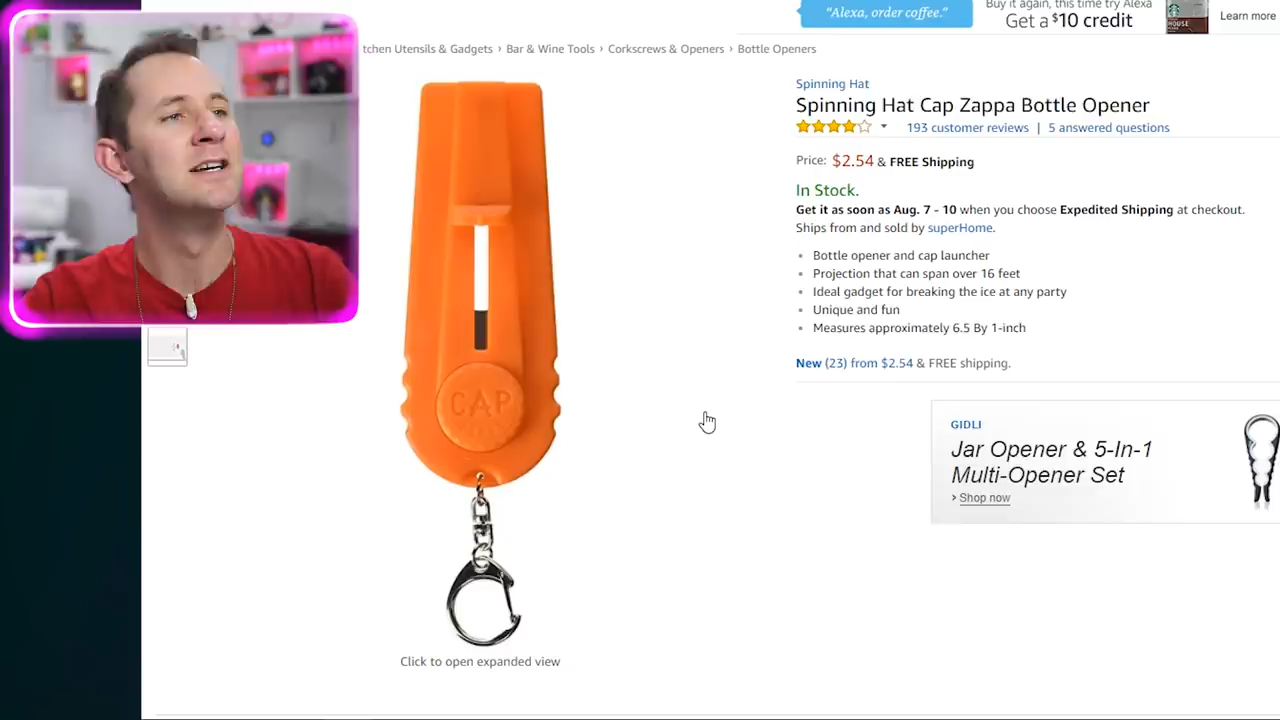 “Alexa, order coffee.”
Buy it again, this time try Alexa
Get a $10 credit
Learn more
tchen Utensils & Gadgets › Bar & Wine Tools › Corkscrews & Openers › Bottle Openers
Spinning Hat
Spinning Hat Cap Zappa Bottle Opener
193 customer reviews | 5 answered questions
Price: $2.54 & FREE Shipping
In Stock.
Get it as soon as Aug. 7 - 10 when you choose Expedited Shipping at checkout.
Ships from and sold by superHome.
• Bottle opener and cap launcher
• Projection that can span over 16 feet
• Ideal gadget for breaking the ice at any party
• Unique and fun
• Measures approximately 6.5 By 1-inch
New (23) from $2.54 & FREE shipping.
CAP
GIDLI
Jar Opener & 5-In-1
Multi-Opener Set
› Shop now
Click to open expanded view